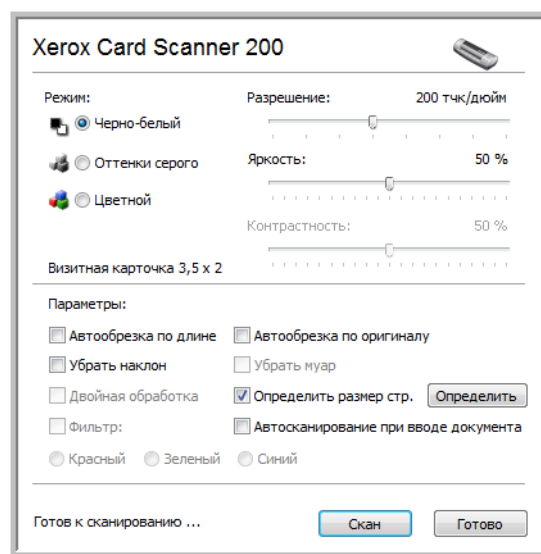 Xerox Card Scanner 200
Режим:
Черно-белый
Оттенки серого
Цветной
Визитная карточка 3,5 x 2
Разрешение: 200 тчк/дюйм
Яркость: 50 %
Контрастность: 50 %
Параметры:
Автообрезка по длине Автообрезка по оригиналу
Убрать наклон Убрать муар
Двойная обработка Определить размер стр. Определить
Фильтр: Автосканирование при вводе документа
Красный Зеленый Синий
Готов к сканированию ... Скан Готово